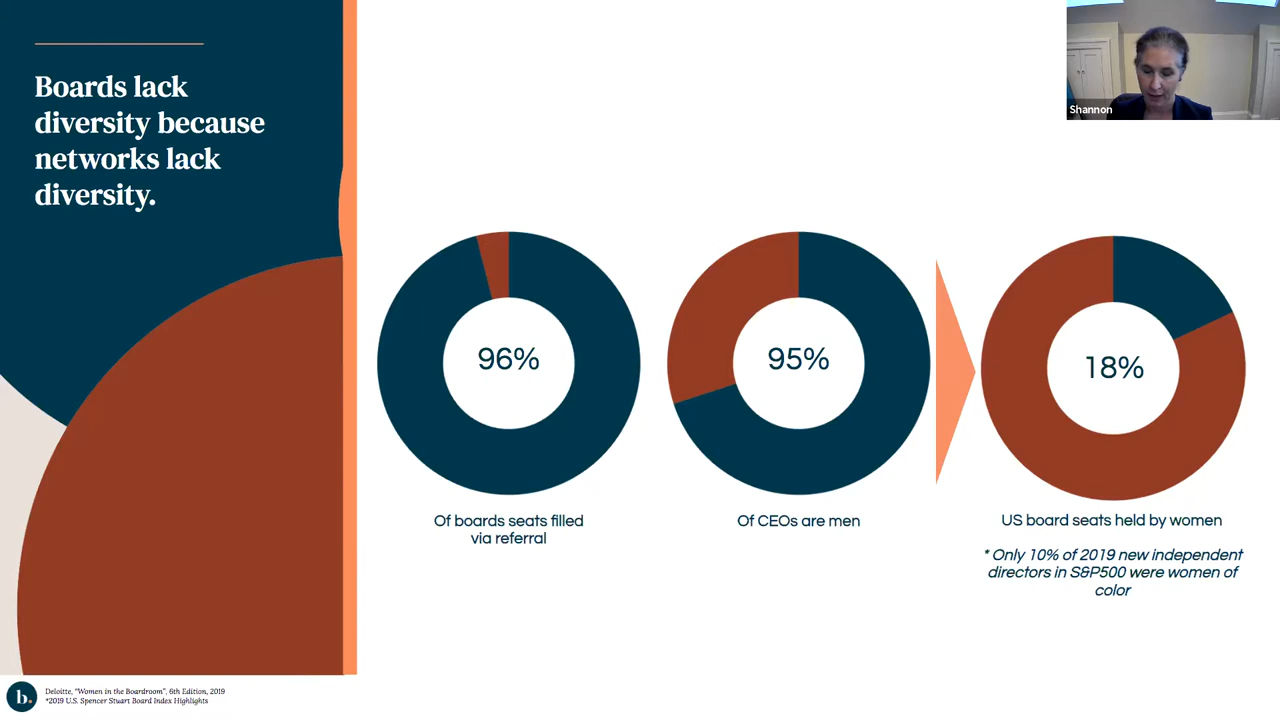 Boards lack
diversity because
networks lack
diversity.
Shannon
96%
Of boards seats filled
via referral
95%
Of CEOs are men
18%
US board seats held by women
* Only 10% of 2019 new independent
directors in S&P500 were women of
color
b.
Deloitte, "Women in the Boardroom", 6th Edition, 2019
*2019 U.S. Spencer Stuart Board Index Highlights